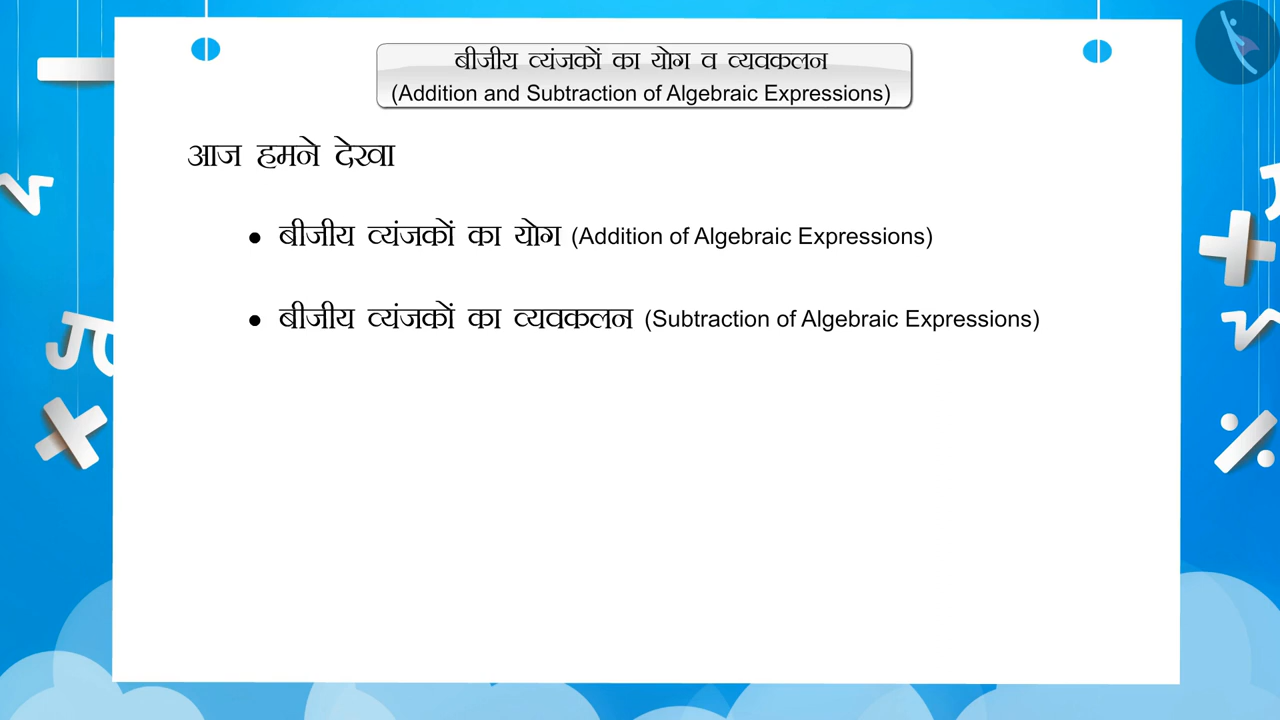 बीजीय व्यंजकों का योग व व्यवकलन
(Addition and Subtraction of Algebraic Expressions)
आज हमने देखा
• बीजीय व्यंजकों का योग (Addition of Algebraic Expressions)
• बीजीय व्यंजकों का व्यवकलन (Subtraction of Algebraic Expressions)